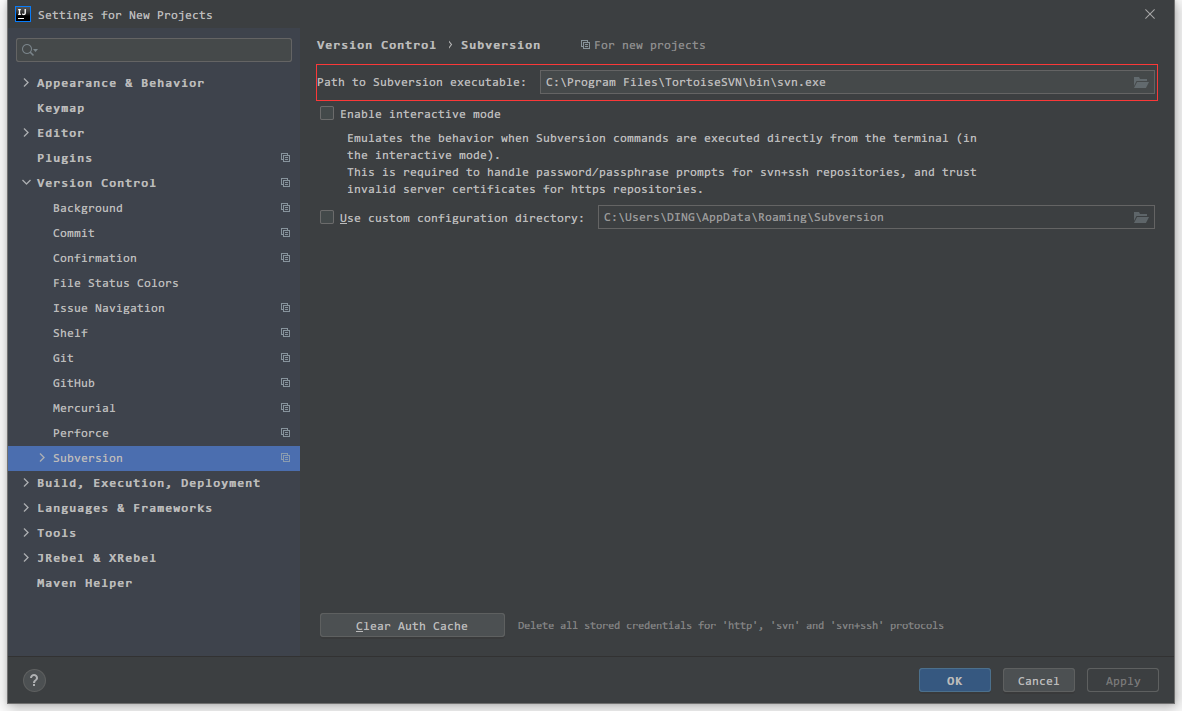 Settings for New Projects
Version Control › Subversion For new projects
Appearance & Behavior
Keymap
Editor
Plugins
Version Control
Background
Commit
Confirmation
File Status Colors
Issue Navigation
Shelf
Git
GitHub
Mercurial
Perforce
Subversion
Build, Execution, Deployment
Languages & Frameworks
Tools
JRebel & XRebel
Maven Helper
Path to Subversion executable: C:\Program Files\TortoiseSVN\bin\svn.exe
Enable interactive mode
Emulates the behavior when Subversion commands are executed directly from the terminal (in
the interactive mode).
This is required to handle password/passphrase prompts for svn+ssh repositories, and trust
invalid server certificates for https repositories.
Use custom configuration directory: C:\Users\DING\AppData\Roaming\Subversion
Clear Auth Cache Delete all stored credentials for 'http', 'svn' and 'svn+ssh' protocols
? OK Cancel Apply